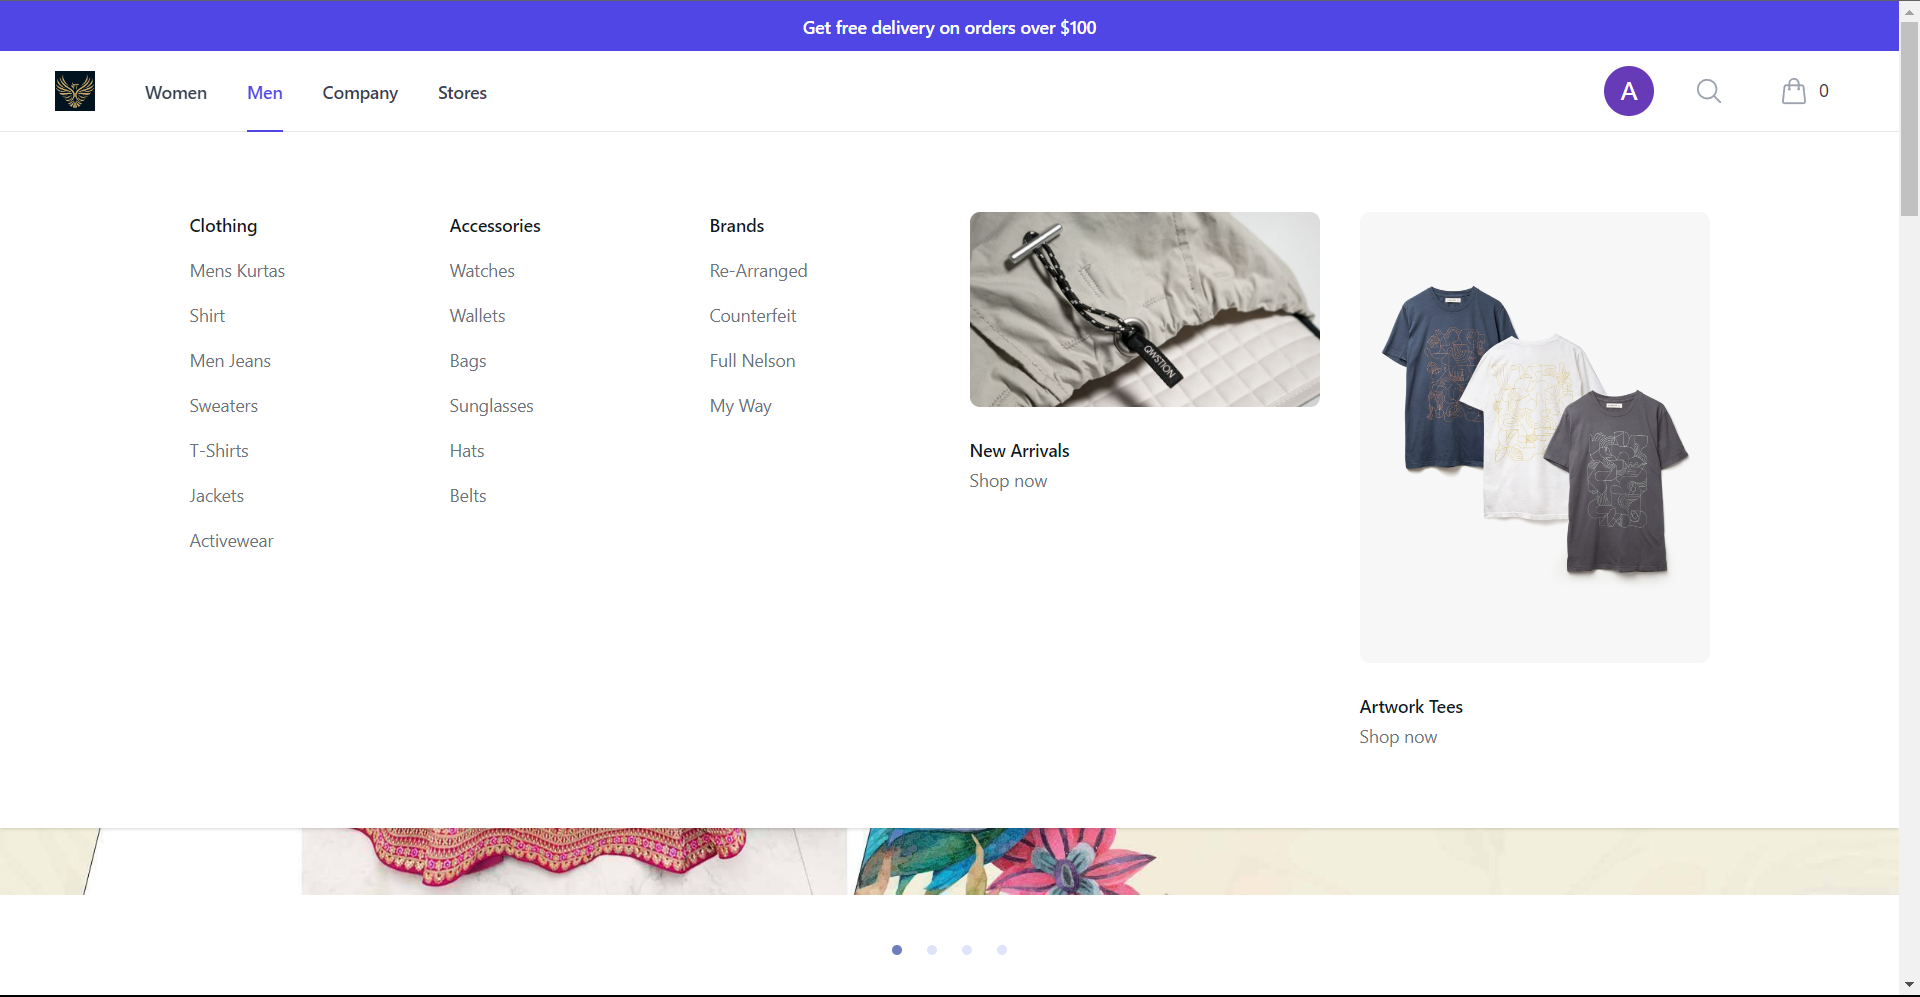 Get free delivery on orders over $100
Women
Men
Company
Stores
A
0
Clothing
Mens Kurtas
Shirt
Men Jeans
Sweaters
T-Shirts
Jackets
Activewear
Accessories
Watches
Wallets
Bags
Sunglasses
Hats
Belts
Brands
Re-Arranged
Counterfeit
Full Nelson
My Way
QWSTION
New Arrivals
Shop now
Artwork Tees
Shop now